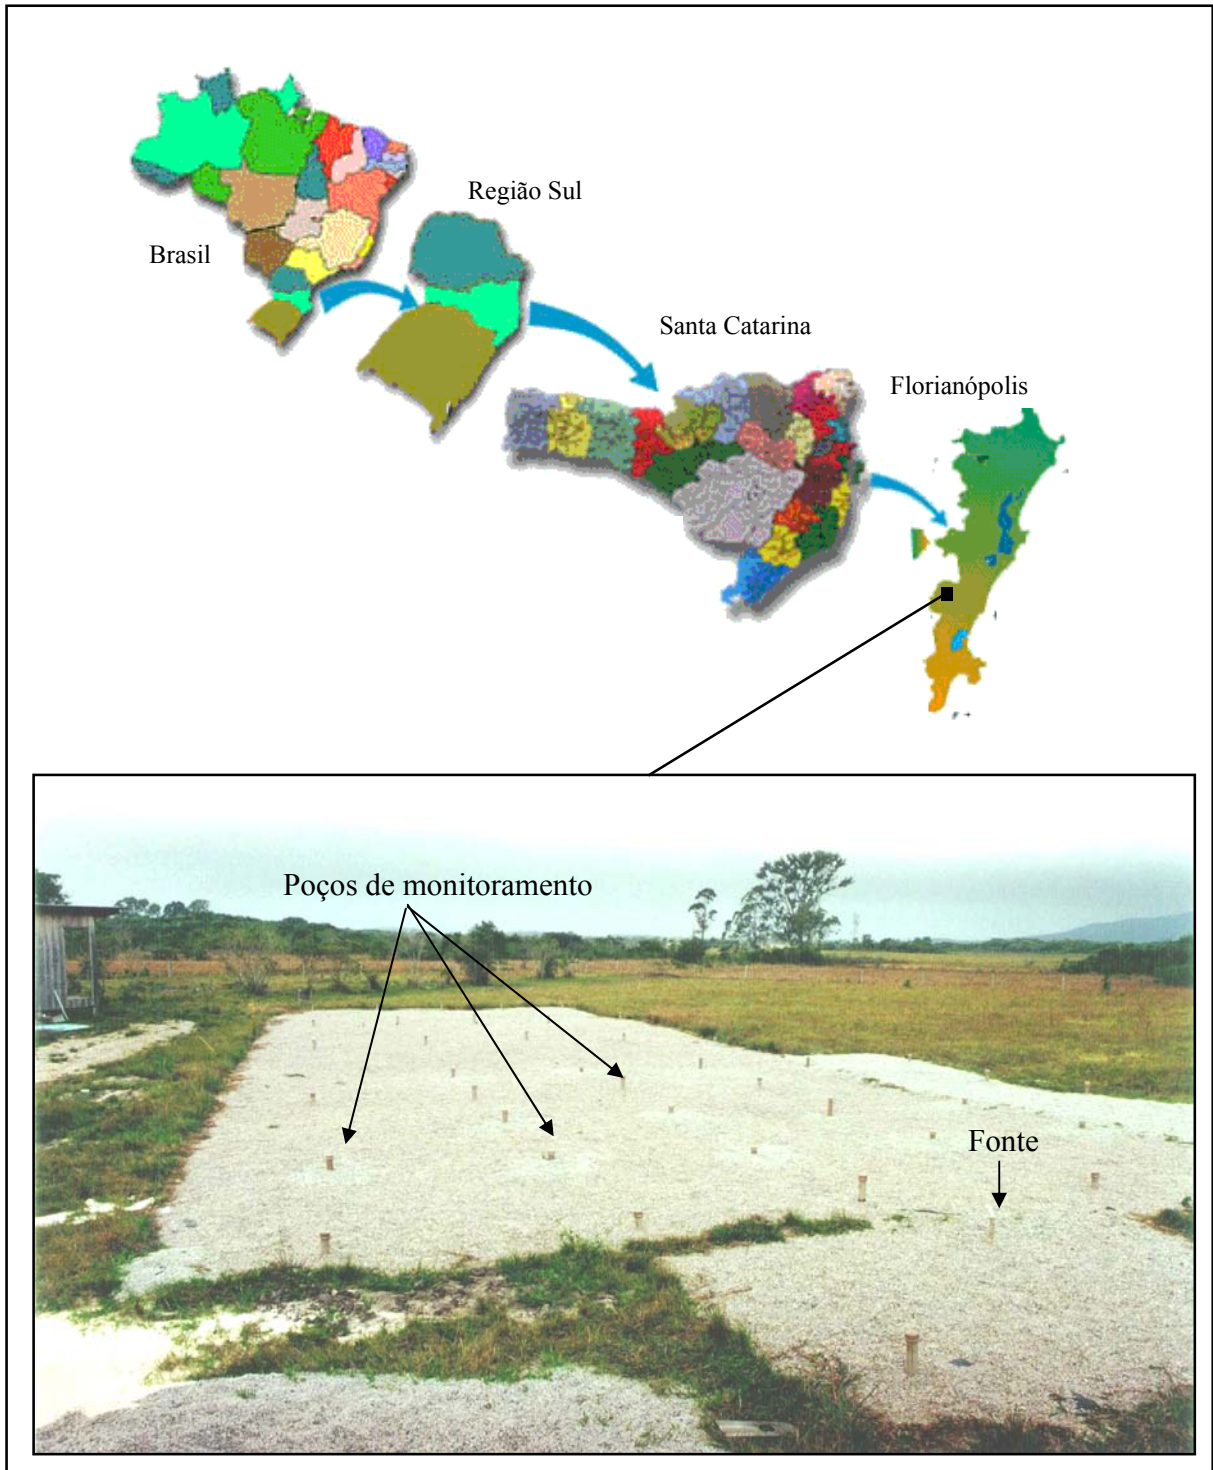 Região Sul
Brasil
Santa Catarina
Florianópolis
Poços de monitoramento
Fonte